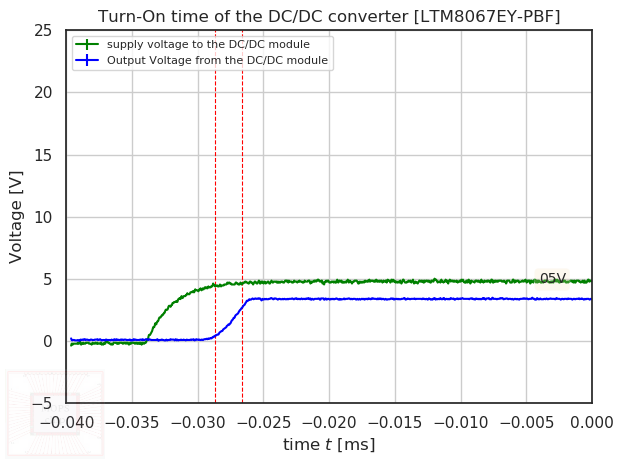 Turn-On time of the DC/DC converter [LTM8067EY-PBF]
25
supply voltage to the DC/DC module
Output Voltage from the DC/DC module
20
15
10
Voltage [V]
5
05V
0
−5
−0.040 −0.035 −0.030 −0.025 −0.020 −0.015 −0.010 −0.005 0.000
time t [ms]